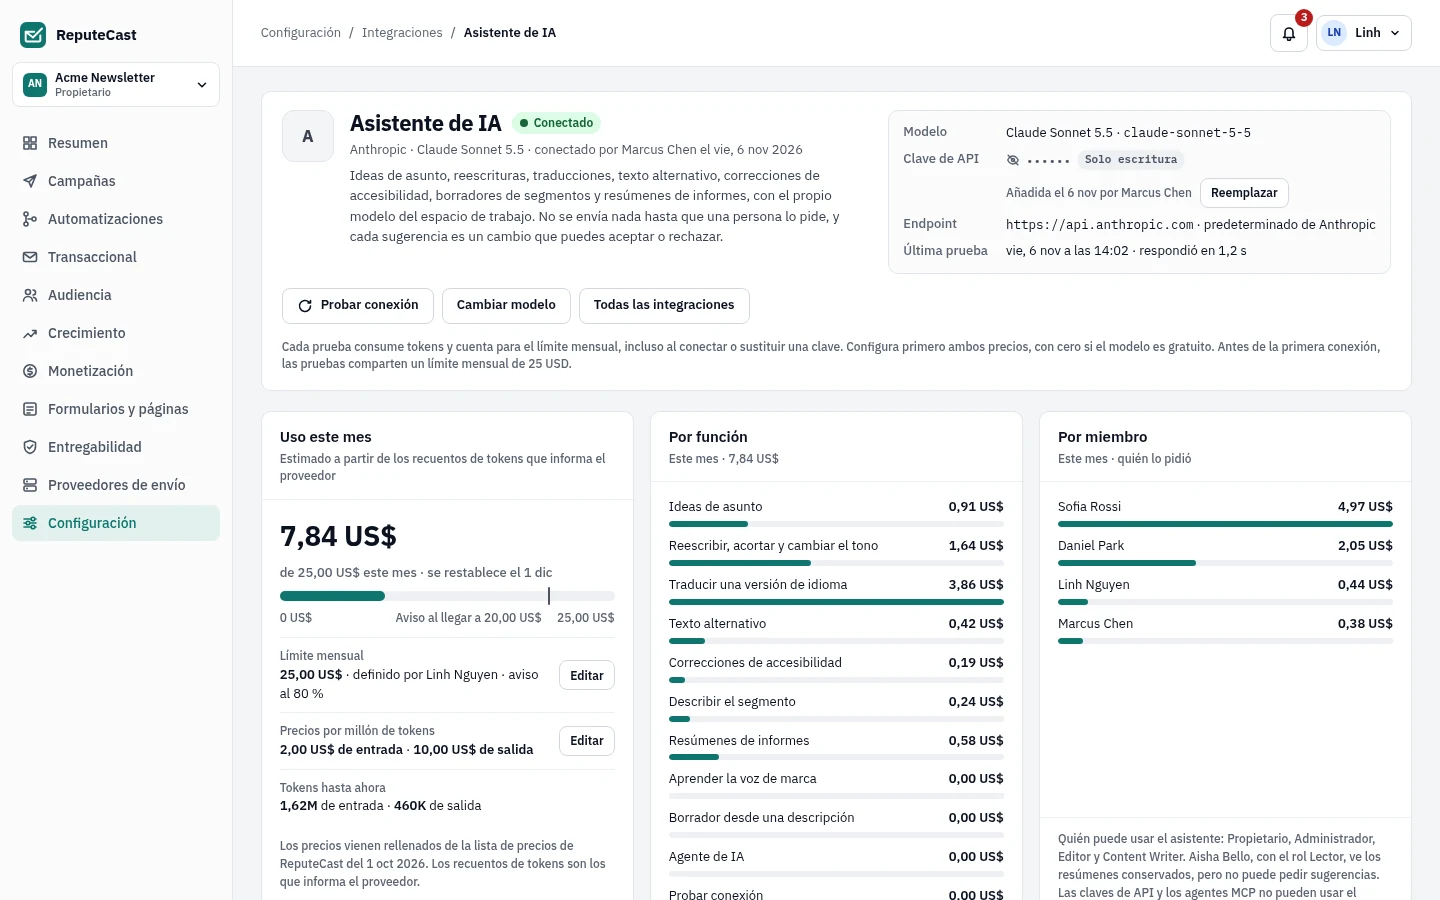 ReputeCast
AN
Acme Newsletter
Propietario
Resumen
Campañas
Automatizaciones
Transaccional
Audiencia
Crecimiento
Monetización
Formularios y páginas
Entregabilidad
Proveedores de envío
Configuración
Configuración / Integraciones / Asistente de IA
3
LN
Linh
A
Asistente de IA
Conectado
Anthropic · Claude Sonnet 5.5 · conectado por Marcus Chen el vie, 6 nov 2026
Ideas de asunto, reescrituras, traducciones, texto alternativo, correcciones de
accesibilidad, borradores de segmentos y resúmenes de informes, con el propio
modelo del espacio de trabajo. No se envía nada hasta que una persona lo pide, y
cada sugerencia es un cambio que puedes aceptar o rechazar.
Modelo
Claude Sonnet 5.5 · claude-sonnet-5-5
Clave de API
•••••• Solo escritura
Añadida el 6 nov por Marcus Chen
Reemplazar
Endpoint
https://api.anthropic.com · predeterminado de Anthropic
Última prueba
vie, 6 nov a las 14:02 · respondió en 1,2 s
Probar conexión
Cambiar modelo
Todas las integraciones
Cada prueba consume tokens y cuenta para el límite mensual, incluso al conectar o sustituir una clave. Configura primero ambos precios, con cero si el modelo es gratuito. Antes de la primera conexión,
las pruebas comparten un límite mensual de 25 USD.
Uso este mes
Estimado a partir de los recuentos de tokens que informa el
proveedor
7,84 US$
de 25,00 US$ este mes · se restablece el 1 dic
0 US$
Aviso al llegar a 20,00 US$
25,00 US$
Límite mensual
25,00 US$ · definido por Linh Nguyen · aviso
al 80 %
Editar
Precios por millón de tokens
2,00 US$ de entrada · 10,00 US$ de salida
Editar
Tokens hasta ahora
1,62M de entrada · 460K de salida
Los precios vienen rellenados de la lista de precios de
ReputeCast del 1 oct 2026. Los recuentos de tokens son los
que informa el proveedor.
Por función
Este mes · 7,84 US$
Ideas de asunto 0,91 US$
Reescribir, acortar y cambiar el tono 1,64 US$
Traducir una versión de idioma 3,86 US$
Texto alternativo 0,42 US$
Correcciones de accesibilidad 0,19 US$
Describir el segmento 0,24 US$
Resúmenes de informes 0,58 US$
Aprender la voz de marca 0,00 US$
Borrador desde una descripción 0,00 US$
Agente de IA 0,00 US$
Probar conexión 0,00 US$
Por miembro
Este mes · quién lo pidió
Sofia Rossi 4,97 US$
Daniel Park 2,05 US$
Linh Nguyen 0,44 US$
Marcus Chen 0,38 US$
Quién puede usar el asistente: Propietario, Administrador,
Editor y Content Writer. Aisha Bello, con el rol Lector, ve los
resúmenes conservados, pero no puede pedir sugerencias.
Las claves de API y los agentes MCP no pueden usar el